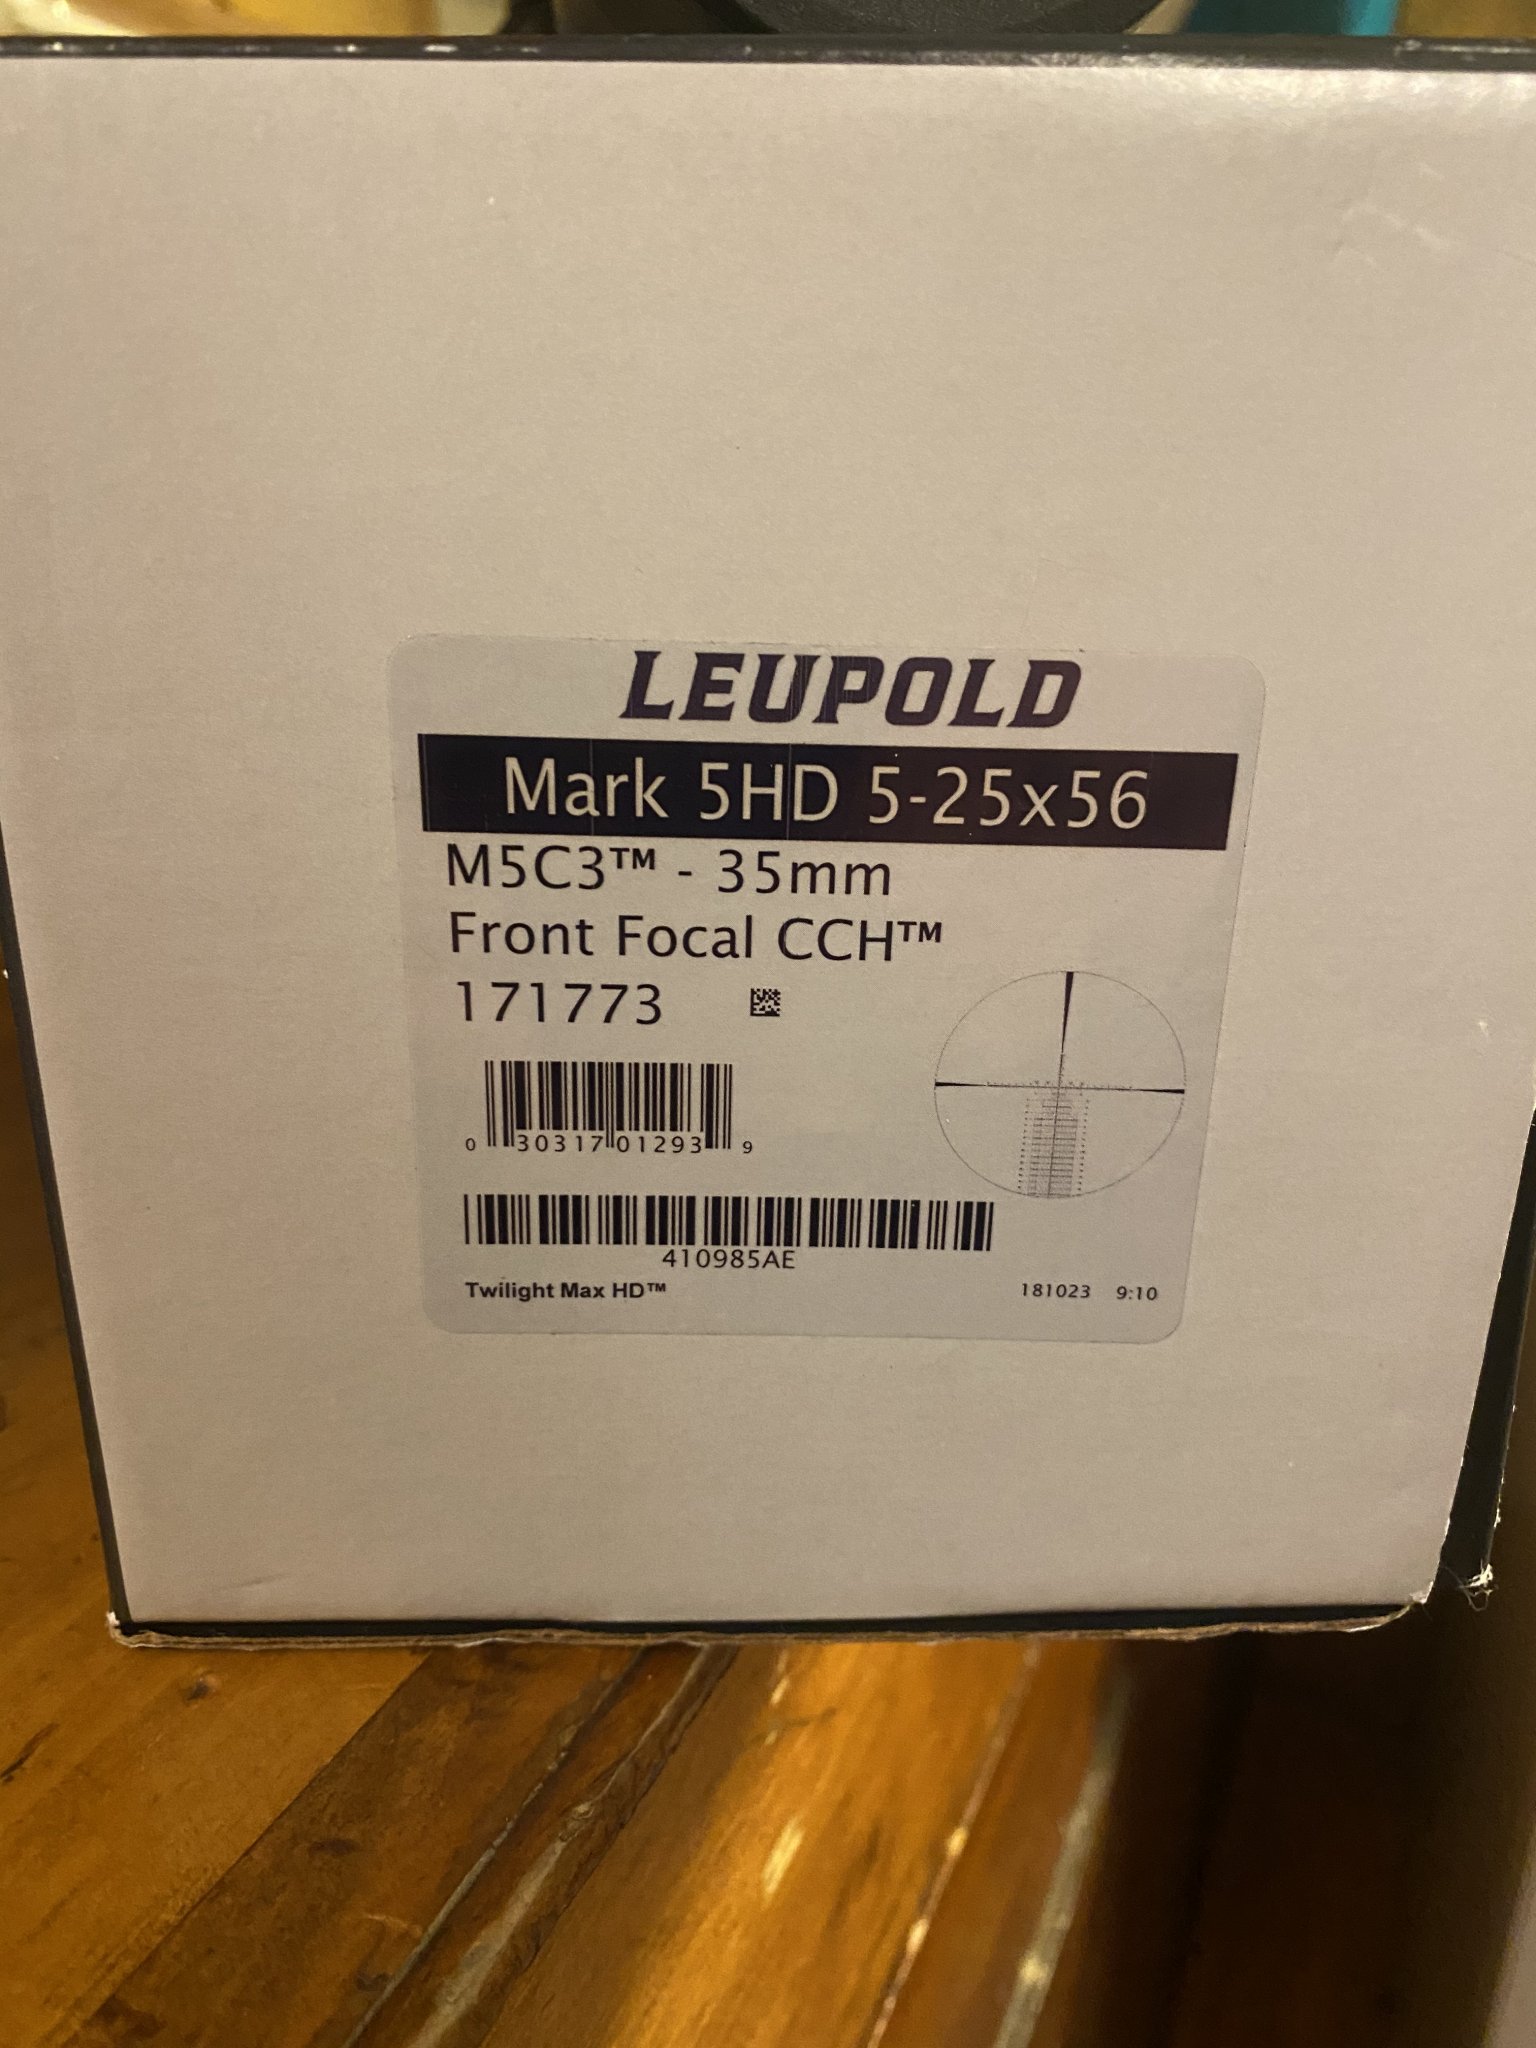 LEUPOLD
Mark 5HD 5-25x56
M5C3™ - 35mm
Front Focal CCH™
171773
0 30317 01293 9
410985AE
Twilight Max HD™ 181023 9:10